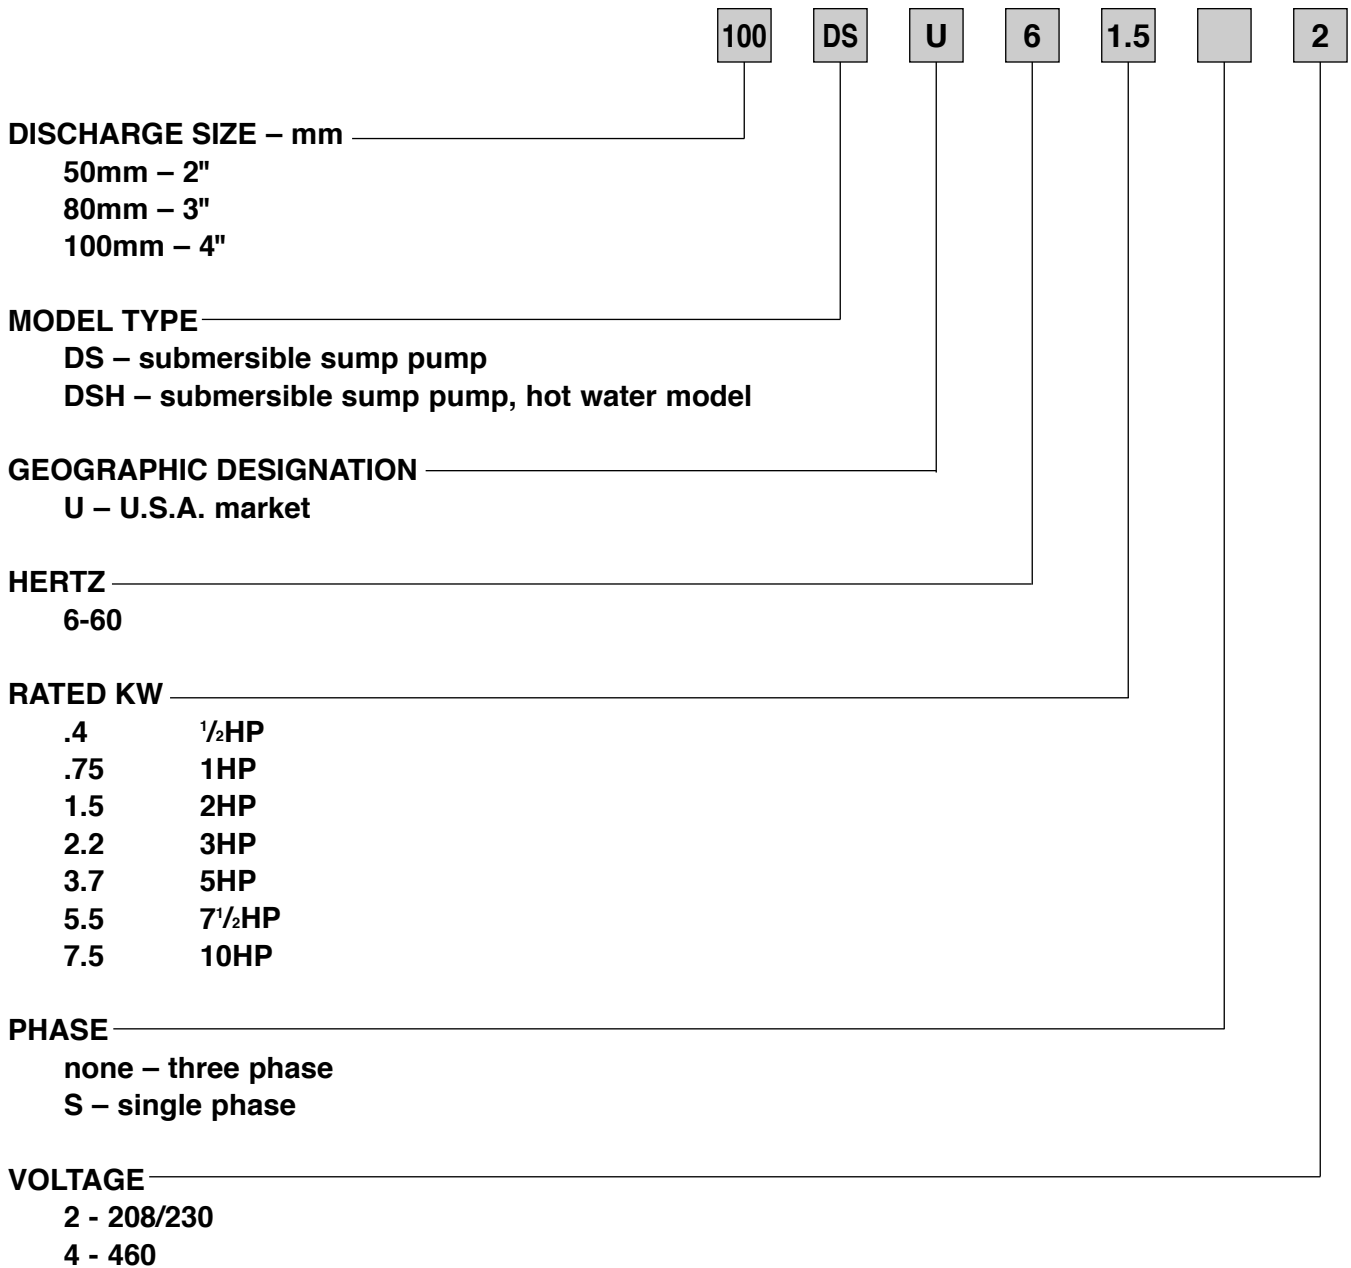 100 DS U 6 1.5 2
DISCHARGE SIZE – mm
50mm – 2"
80mm – 3"
100mm – 4"
MODEL TYPE
DS – submersible sump pump
DSH – submersible sump pump, hot water model
GEOGRAPHIC DESIGNATION
U – U.S.A. market
HERTZ
6-60
RATED KW
.4 1/2HP
.75 1HP
1.5 2HP
2.2 3HP
3.7 5HP
5.5 71/2HP
7.5 10HP
PHASE
none – three phase
S – single phase
VOLTAGE
2 - 208/230
4 - 460